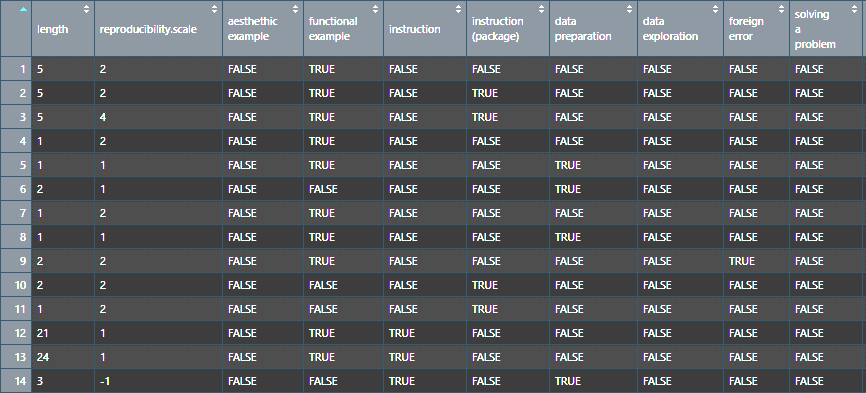 length reproducibility.scale aesthethic example functional example instruction instruction (package) data preparation data exploration foreign error solving a problem
1 5 2 FALSE TRUE FALSE FALSE FALSE FALSE FALSE FALSE
2 5 2 FALSE TRUE FALSE TRUE FALSE FALSE FALSE FALSE
3 5 4 FALSE TRUE FALSE TRUE FALSE FALSE FALSE FALSE
4 1 2 FALSE TRUE FALSE FALSE FALSE FALSE FALSE FALSE
5 1 1 FALSE TRUE FALSE FALSE TRUE FALSE FALSE FALSE
6 2 1 FALSE FALSE FALSE FALSE TRUE FALSE FALSE FALSE
7 1 2 FALSE TRUE FALSE FALSE FALSE FALSE FALSE FALSE
8 1 1 FALSE TRUE FALSE FALSE TRUE FALSE FALSE FALSE
9 2 2 FALSE TRUE FALSE FALSE FALSE FALSE TRUE FALSE
10 2 2 FALSE FALSE FALSE TRUE FALSE FALSE FALSE FALSE
11 1 2 FALSE FALSE FALSE TRUE FALSE FALSE FALSE FALSE
12 21 1 FALSE TRUE TRUE FALSE FALSE FALSE FALSE FALSE
13 24 1 FALSE TRUE TRUE FALSE FALSE FALSE FALSE FALSE
14 3 -1 FALSE FALSE TRUE FALSE TRUE FALSE FALSE FALSE